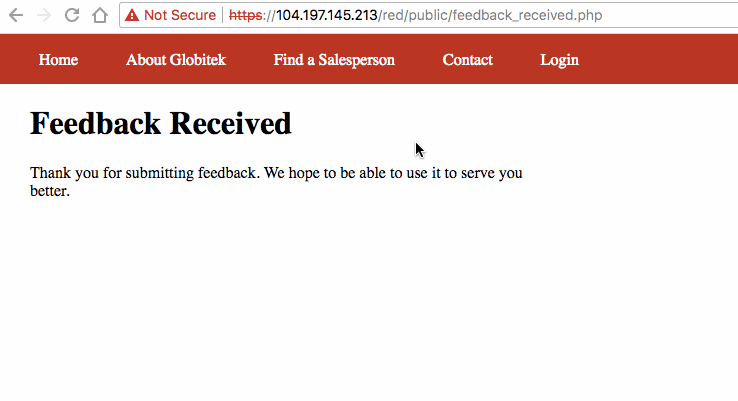 Not Secure https://104.197.145.213/red/public/feedback_received.php
Home About Globitek Find a Salesperson Contact Login
Feedback Received
Thank you for submitting feedback. We hope to be able to use it to serve you
better.